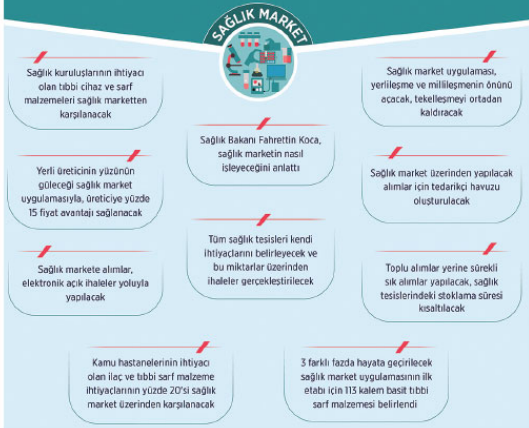 SAĞLIK MARKET
Sağlık kuruluşlarının ihtiyacı
olan tıbbi cihaz ve sarf
malzemeleri sağlık marketten
karşılanacak
Sağlık market uygulaması,
yerlileşme ve millileşmenin önünü
açacak, tekelleşmeyi ortadan
kaldıracak
Sağlık Bakanı Fahrettin Koca,
sağlık marketin nasıl
işleyeceğini anlattı
Yerli üreticinin yüzünün
güleceği sağlık market
uygulamasıyla, üreticiye yüzde
15 fiyat avantajı sağlanacak
Sağlık market üzerinden yapılacak
alımlar için tedarikçi havuzu
oluşturulacak
Tüm sağlık tesisleri kendi
ihtiyaçlarını belirleyecek ve
bu miktarlar üzerinden
ihaleler gerçekleştirilecek
Sağlık markete alımlar,
elektronik açık ihaleler yoluyla
yapılacak
Toplu alımlar yerine sürekli
sık alımlar yapılacak, sağlık
tesislerindeki stoklama süresi
kısaltılacak
Kamu hastanelerinin ihtiyacı
olan ilaç ve tıbbi sarf malzeme
ihtiyaçlarının yüzde 20'si sağlık
market üzerinden karşılanacak
3 farklı fazda hayata geçirilecek
sağlık market uygulamasının ilk
etabı için 113 kalem basit tıbbi
sarf malzemesi belirlendi